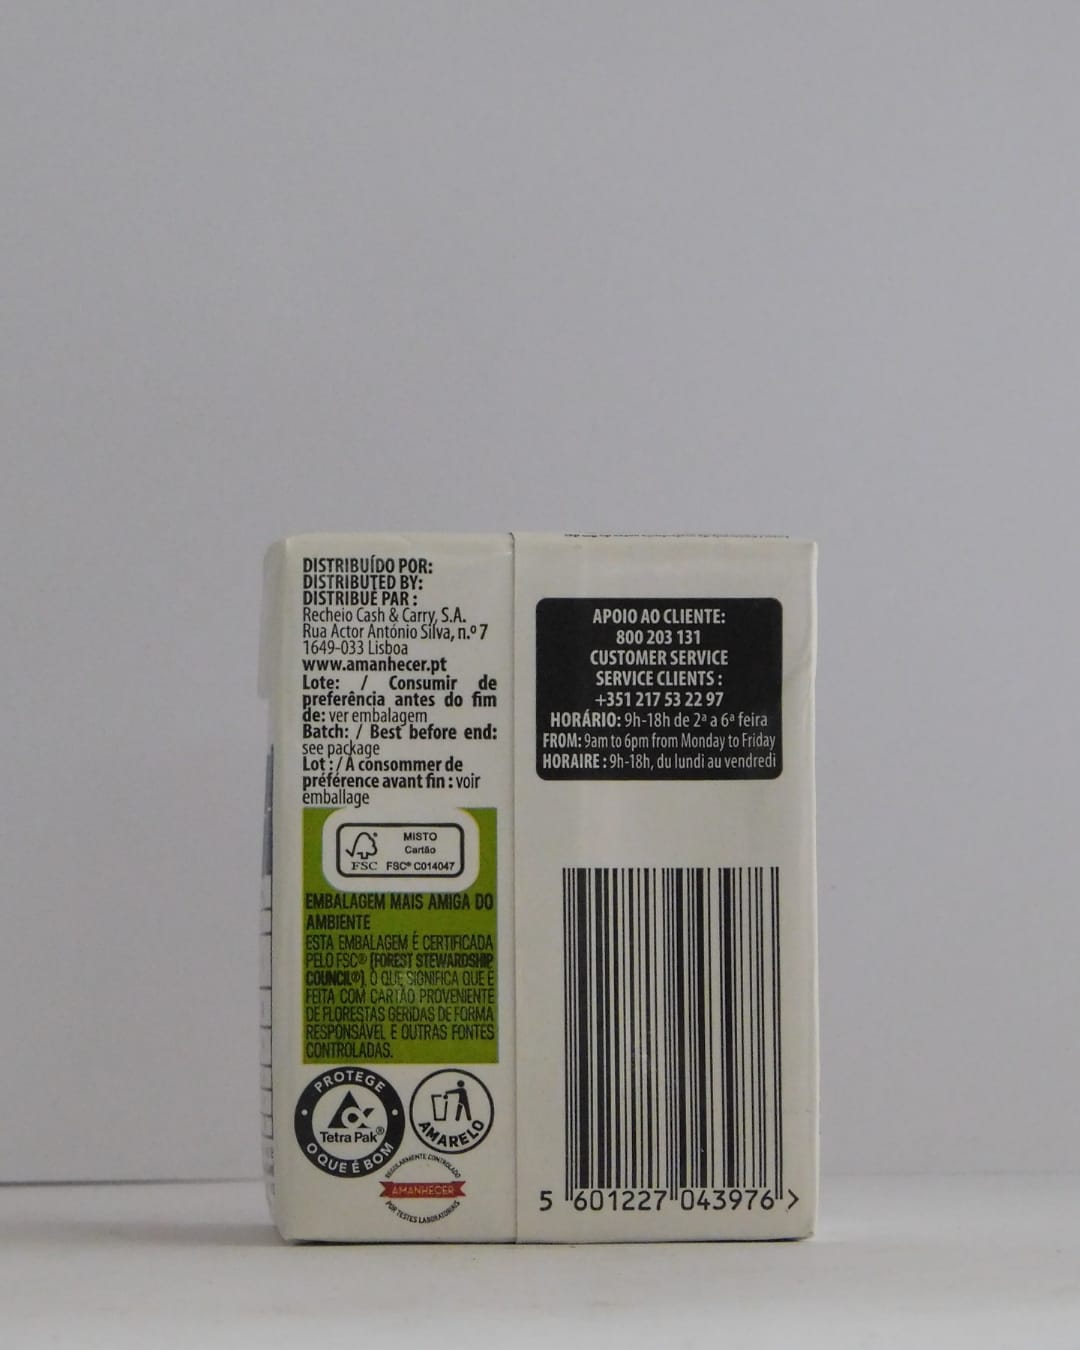 DISTRIBUÍDO POR:
DISTRIBUTED BY:
DISTRIBUÉ PAR :
Recheio Cash & Carry, S.A.
Rua Actor António Silva, n.º 7
1649-033 Lisboa
www.amanhecer.pt
Lote: / Consumir de
preferência antes do fim
de: ver embalagem
Batch: / Best before end:
see package
Lot :/ À consommer de
préférence avant fin : voir
emballage
MISTO
Cartão
FSC FSC® C014047
EMBALAGEM MAIS AMIGA DO
AMBIENTE
ESTA EMBALAGEM É CERTIFICADA
PELO FSC® (FOREST STEWARDSHIP
COUNCIL®), O QUE SIGNIFICA QUE É
FEITA COM CARTÃO PROVENIENTE
DE FLORESTAS GERIDAS DE FORMA
RESPONSÁVEL E OUTRAS FONTES
CONTROLADAS.
PROTEGE
Tetra Pak®
O QUE É BOM
AMARELO
REGULARMENTE CONTROLADO
AMANHECER
POR TESTES LABORATORIAIS
APOIO AO CLIENTE:
800 203 131
CUSTOMER SERVICE
SERVICE CLIENTS :
+351 217 53 22 97
HORÁRIO: 9h-18h de 2ª a 6ª feira
FROM: 9am to 6pm from Monday to Friday
HORAIRE : 9h-18h, du lundi au vendredi
5 601227 043976 >